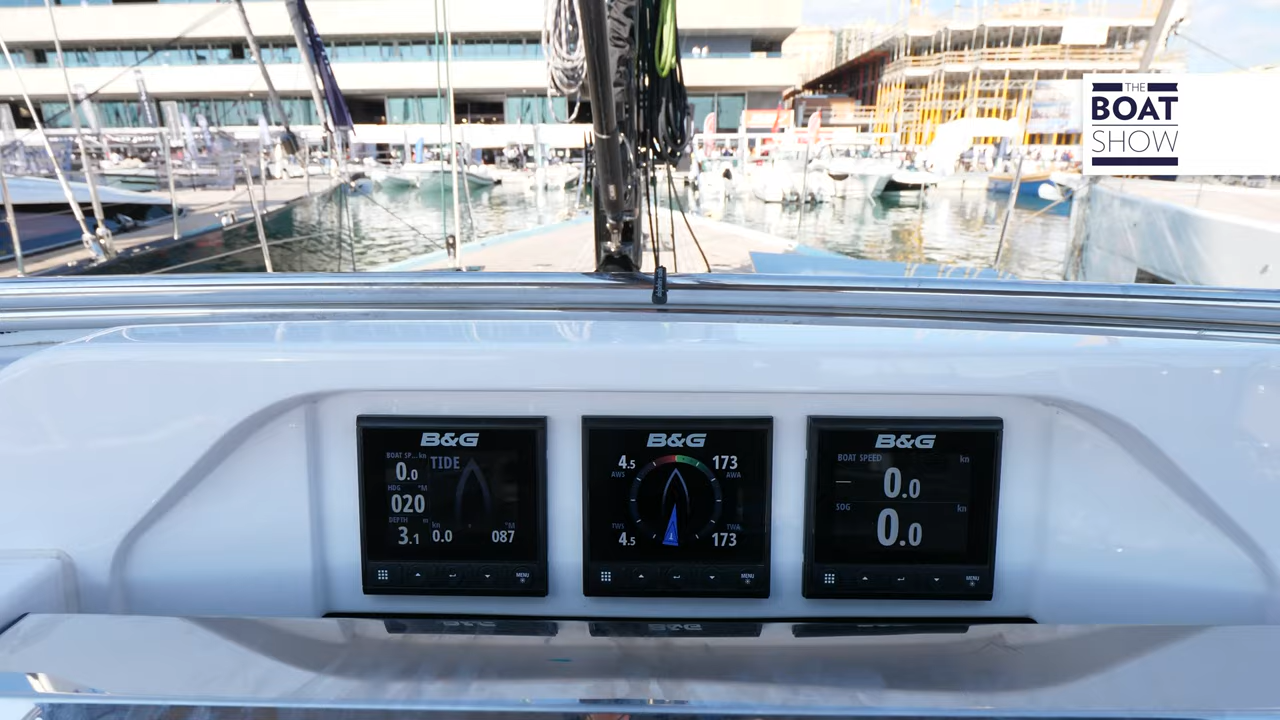 THE
BOAT
SHOW
B&G
BOAT SP... kn
0.0
TIDE
HDG °M
020
DEPTH m
3.1
kn
0.0
°M
087
MENU
B&G
4.5
AWS
173
AWA
TWS
4.5
TWA
173
MENU
B&G
BOAT SPEED kn
0.0
SOG kn
0.0
MENU